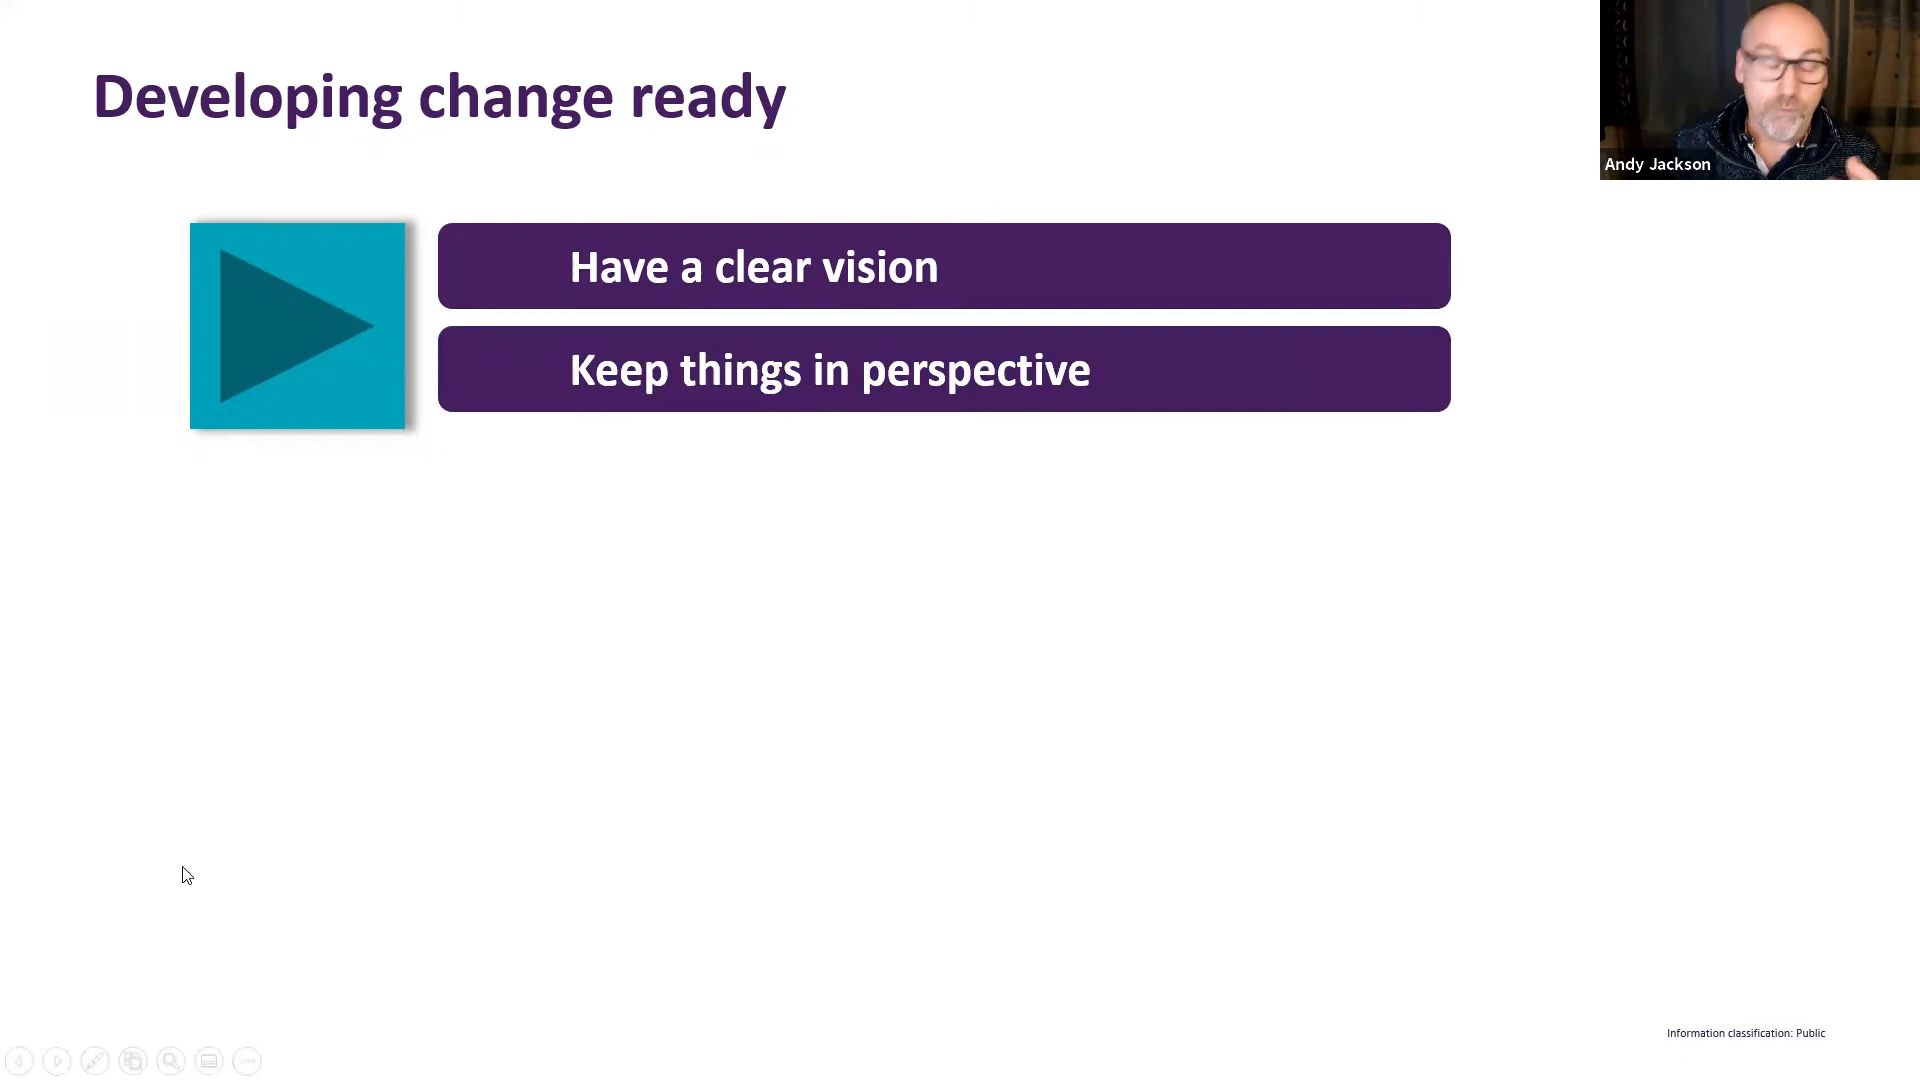 Developing change ready
Andy Jackson
Have a clear vision
Keep things in perspective
Information classification: Public